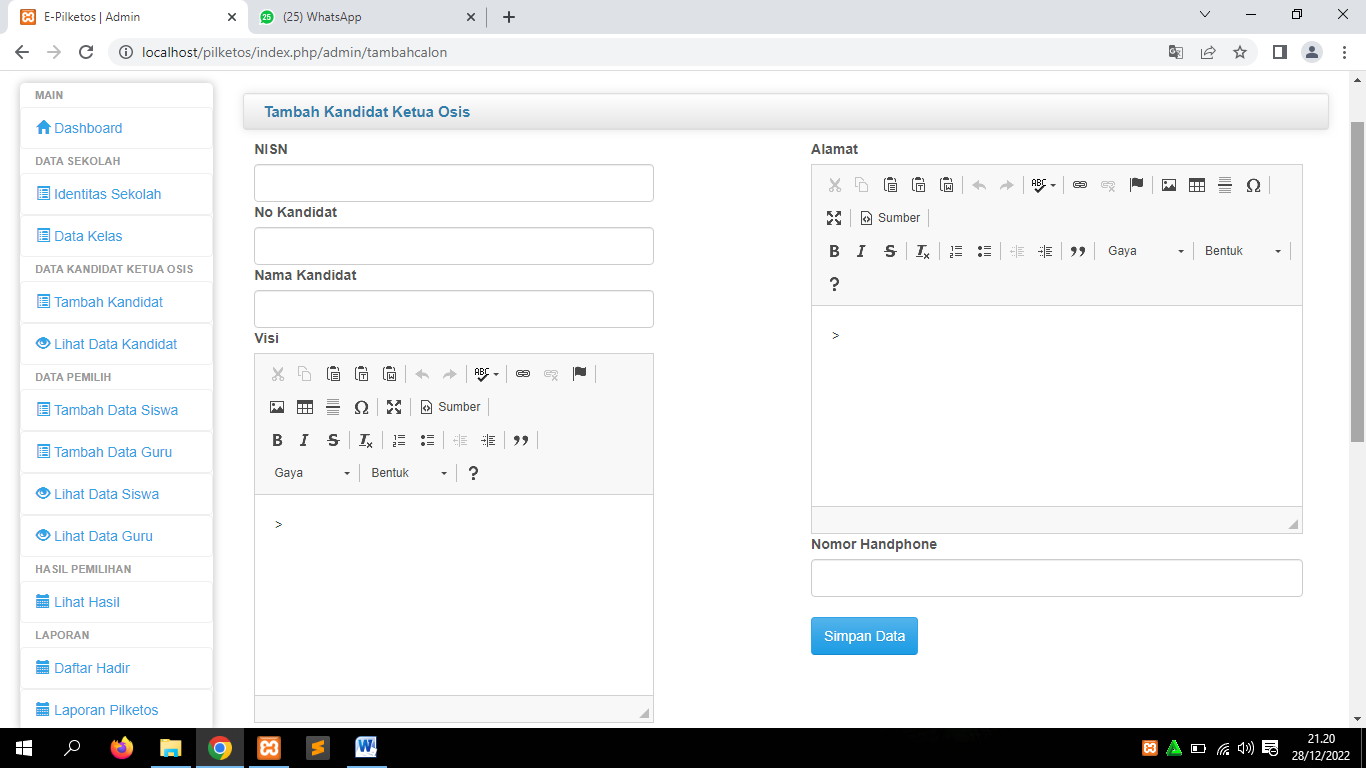 E-Pilketos | Admin
(25) WhatsApp
localhost/pilketos/index.php/admin/tambahcalon
MAIN
Dashboard
DATA SEKOLAH
Identitas Sekolah
Data Kelas
DATA KANDIDAT KETUA OSIS
Tambah Kandidat
Lihat Data Kandidat
DATA PEMILIH
Tambah Data Siswa
Tambah Data Guru
Lihat Data Siswa
Lihat Data Guru
HASIL PEMILIHAN
Lihat Hasil
LAPORAN
Daftar Hadir
Laporan Pilketos
Tambah Kandidat Ketua Osis
NISN
No Kandidat
Nama Kandidat
Visi
ABC
Sumber
B I S Tx
Gaya Bentuk ?
>
Alamat
ABC
Sumber
B I S Tx Gaya Bentuk
?
>
Nomor Handphone
Simpan Data
21.20
28/12/2022